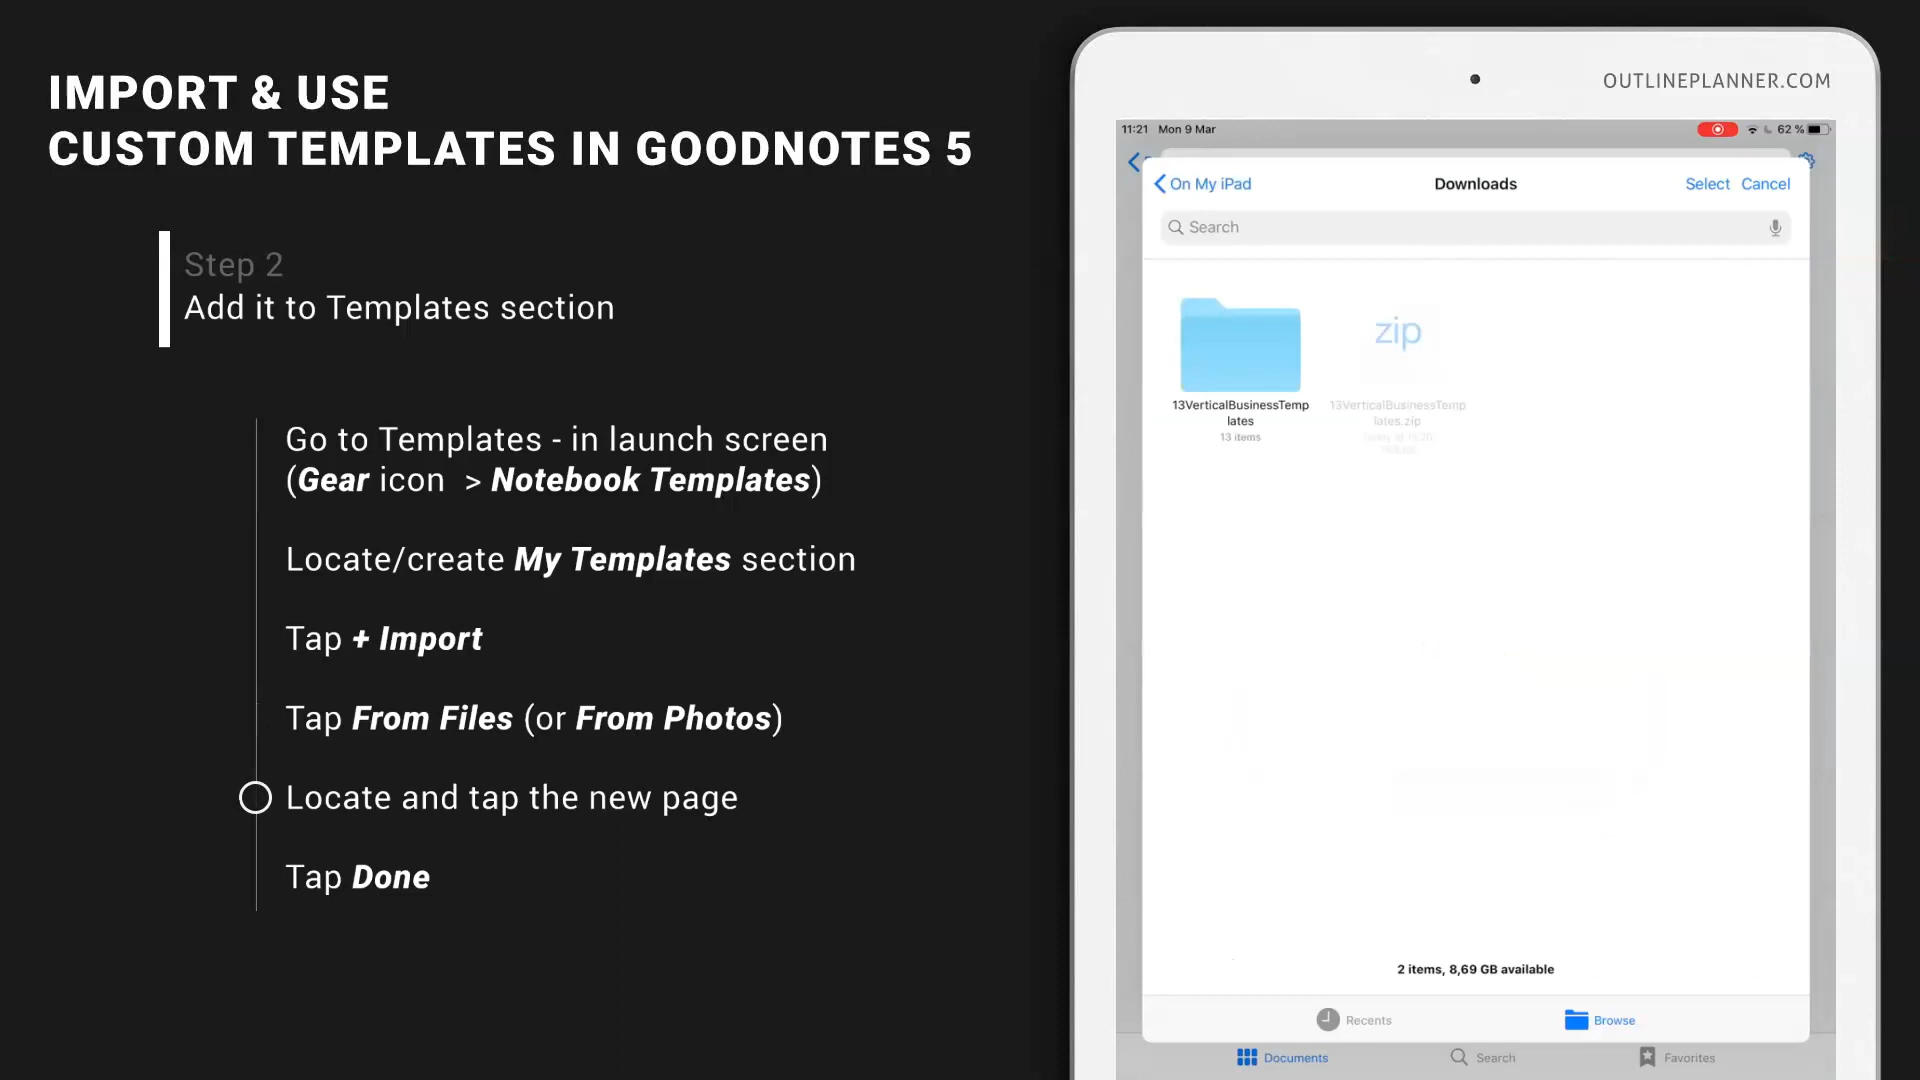 IMPORT & USE
CUSTOM TEMPLATES IN GOODNOTES 5
Step 2
Add it to Templates section
Go to Templates - in launch screen
(Gear icon > Notebook Templates)
Locate/create My Templates section
Tap + Import
Tap From Files (or From Photos)
Locate and tap the new page
Tap Done
OUTLINEPLANNER.COM
11:21 Mon 9 Mar 62 %
On My iPad Downloads Select Cancel
Search
zip
13VerticalBusinessTemp
lates
13 items
13VerticalBusinessTemp
lates.zip
2 items, 8,69 GB available
Recents Browse
Documents Search Favorites